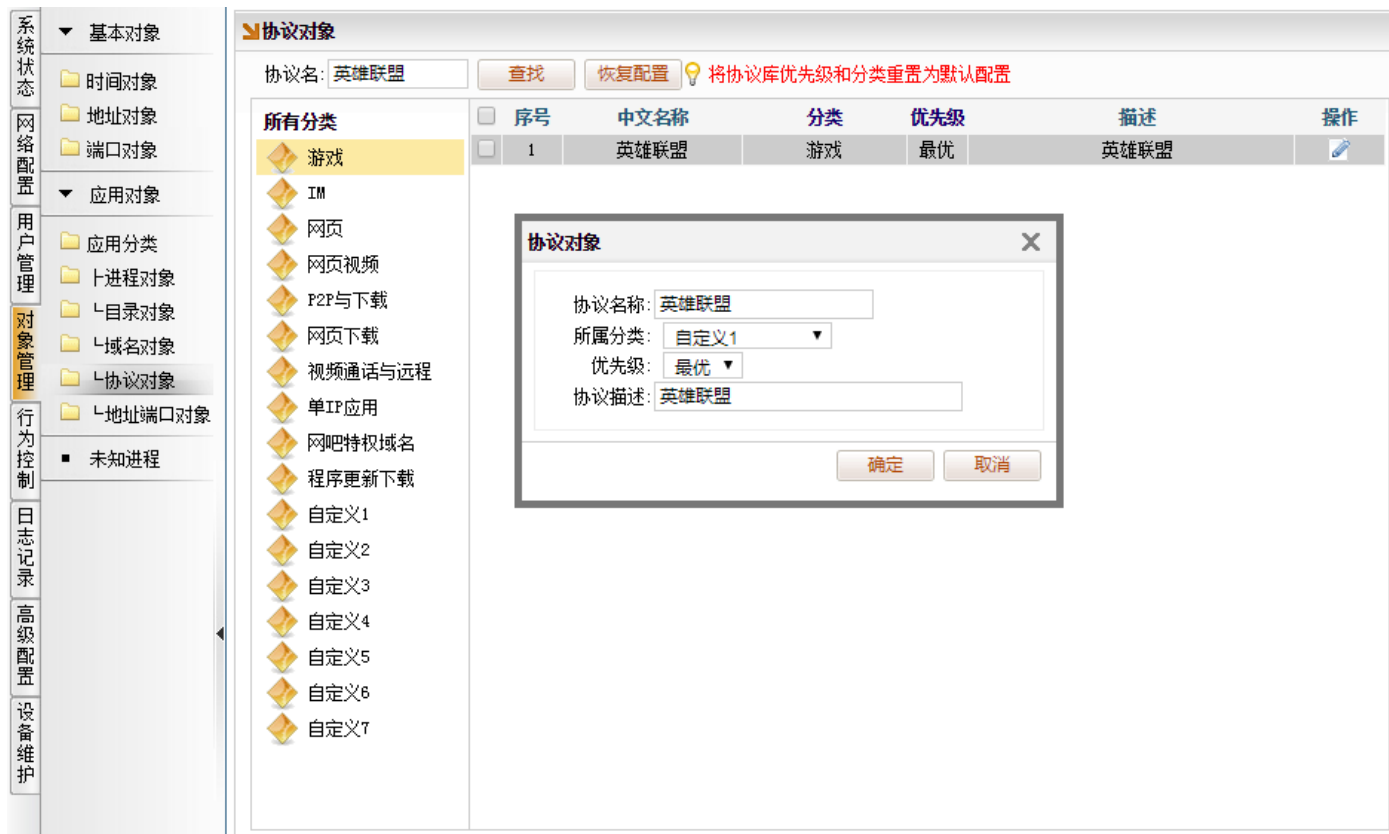 系统状态
网络配置
用户管理
对象管理
行为控制
日志记录
高级配置
设备维护
▼ 基本对象
时间对象
地址对象
端口对象
▼ 应用对象
应用分类
├进程对象
└目录对象
└域名对象
└协议对象
└地址端口对象
■ 未知进程
协议对象
协议名: 英雄联盟 查找 恢复配置 将协议库优先级和分类重置为默认配置
所有分类
游戏
IM
网页
网页视频
P2P与下载
网页下载
视频通话与远程
单IP应用
网吧特权域名
程序更新下载
自定义1
自定义2
自定义3
自定义4
自定义5
自定义6
自定义7
序号 中文名称 分类 优先级 描述 操作
1 英雄联盟 游戏 最优 英雄联盟
协议对象
协议名称: 英雄联盟
所属分类: 自定义1 ▼
优先级: 最优 ▼
协议描述: 英雄联盟
确定 取消